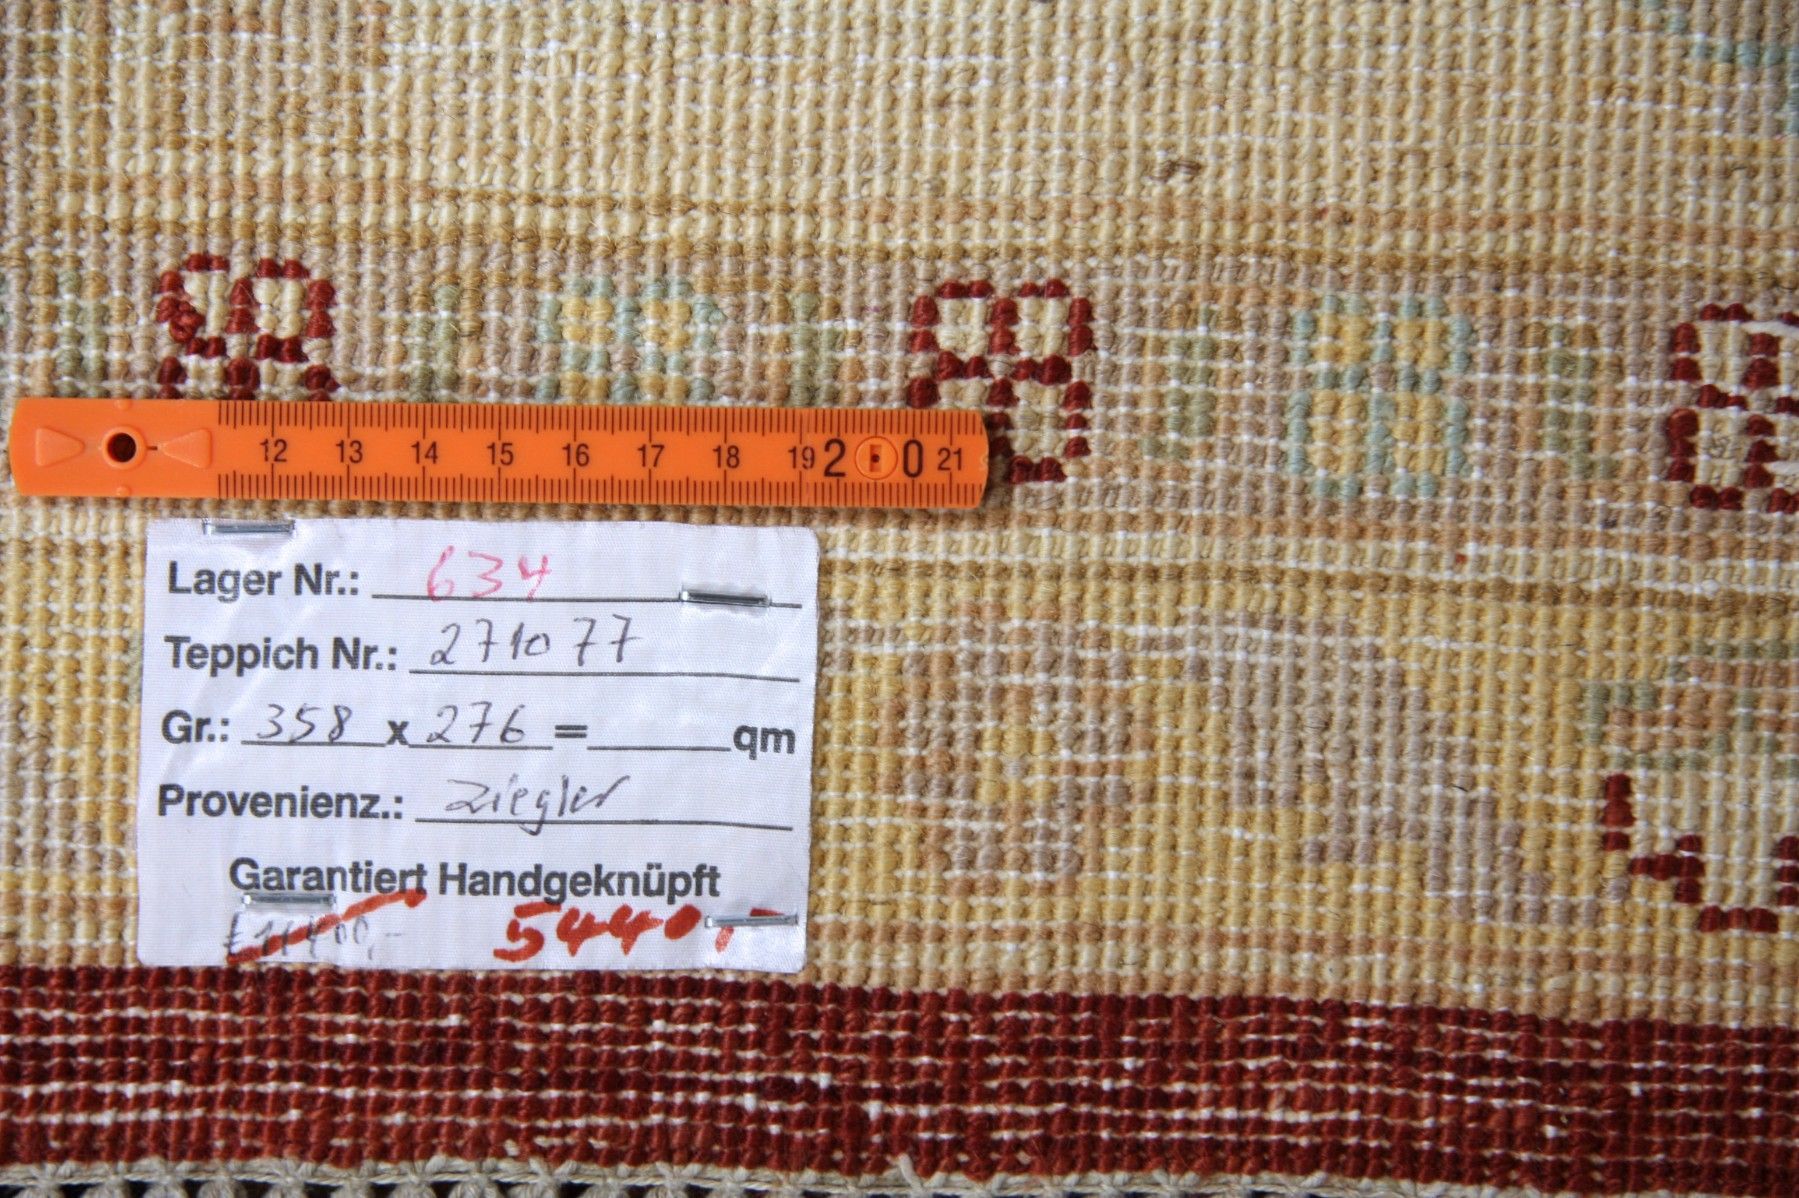 12 13 14 15 16 17 18 19 20 21
Lager Nr.: 634
Teppich Nr.: 271077
Gr.: 358 x 276 = qm
Provenienz.: Ziegler
Garantiert Handgeknüpft
€ 11400,- 5440,-